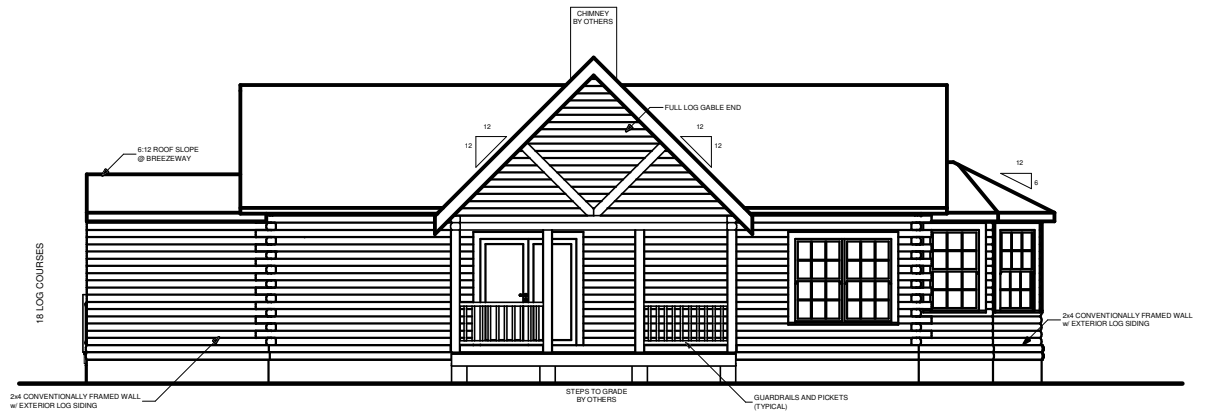 CHIMNEY
BY OTHERS
FULL LOG GABLE END
12
12
12
12
6:12 ROOF SLOPE
@ BREEZEWAY
12
6
18 LOG COURSES
2x4 CONVENTIONALLY FRAMED WALL
w/ EXTERIOR LOG SIDING
2x4 CONVENTIONALLY FRAMED WALL
w/ EXTERIOR LOG SIDING
STEPS TO GRADE
BY OTHERS
GUARDRAILS AND PICKETS
(TYPICAL)